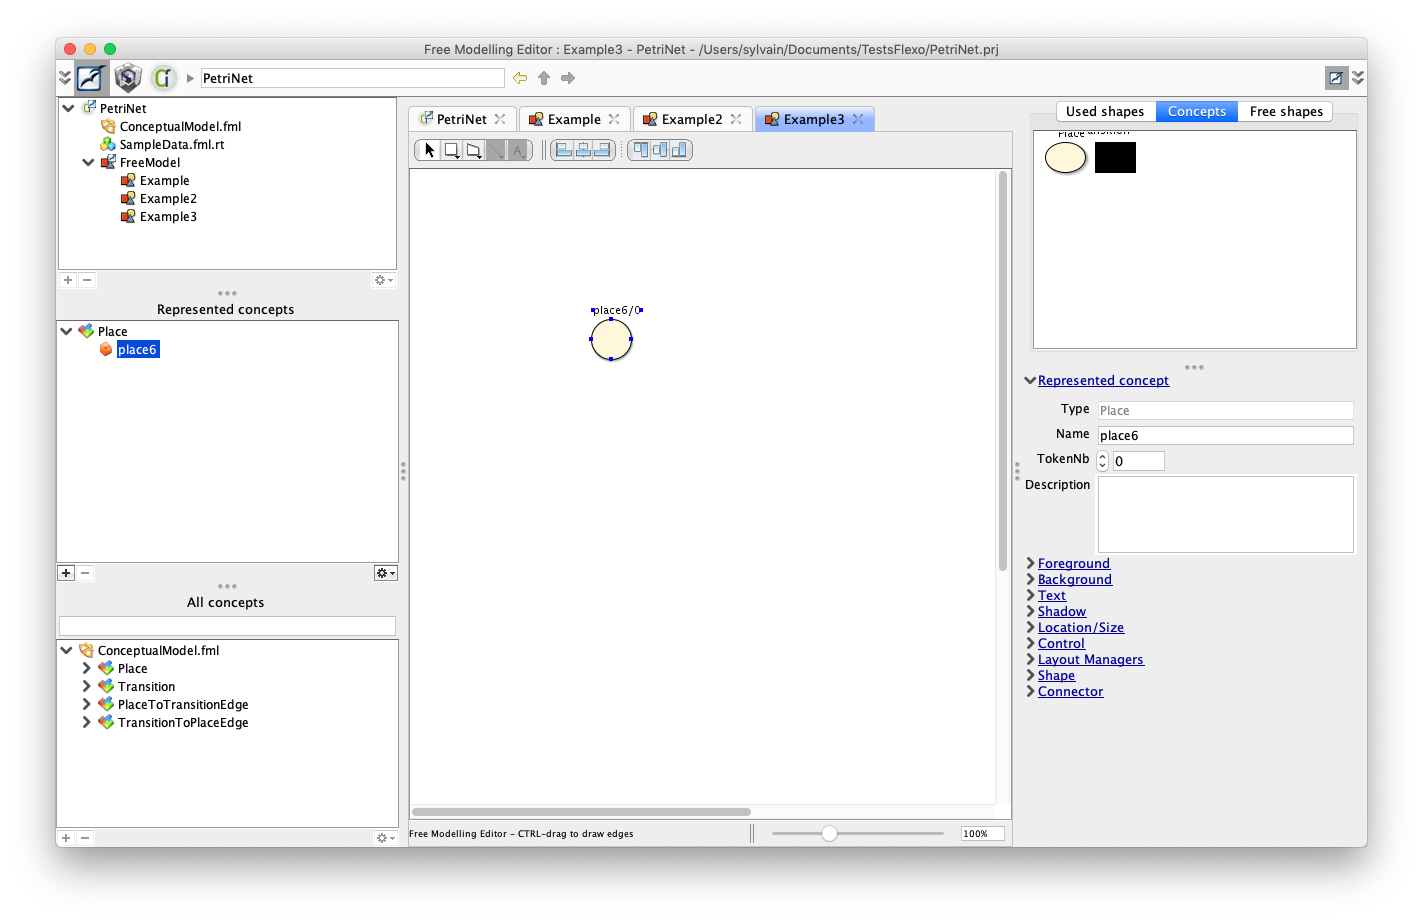 Free Modelling Editor : Example3 - PetriNet - /Users/sylvain/Documents/TestsFlexo/PetriNet.prj
PetriNet
PetriNet
ConceptualModel.fml
SampleData.fml.rt
FreeModel
Example
Example2
Example3
Represented concepts
Place
place6
All concepts
ConceptualModel.fml
Place
Transition
PlaceToTransitionEdge
TransitionToPlaceEdge
PetriNet
Example
Example2
Example3
A
place6/0
Free Modelling Editor - CTRL-drag to draw edges
100%
Used shapes
Concepts
Free shapes
Place
Represented concept
Type
Place
Name
place6
TokenNb
0
Description
Foreground
Background
Text
Shadow
Location/Size
Control
Layout Managers
Shape
Connector